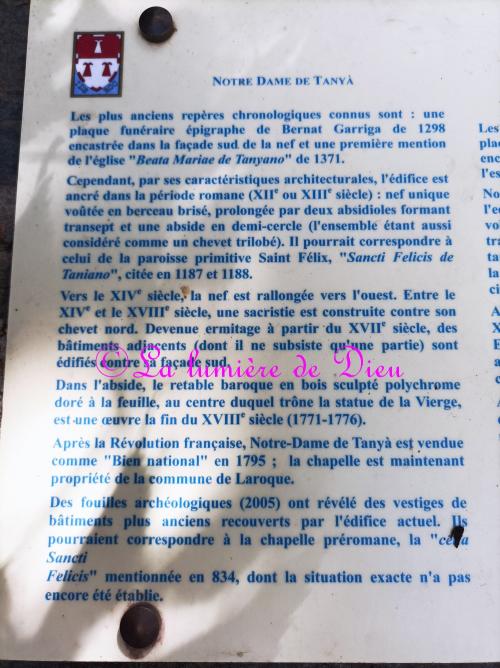 NOTRE DAME DE TANYÀ
Les plus anciens repères chronologiques connus sont : une
plaque funéraire épigraphe de Bernat Garriga de 1298
encastrée dans la façade sud de la nef et une première mention
de l'église "Beata Mariae de Tanyano" de 1371.
Cependant, par ses caractéristiques architecturales, l'édifice est
ancré dans la période romane (XIIe ou XIIIe siècle) : nef unique
voûtée en berceau brisé, prolongée par deux absidioles formant
transept et une abside en demi-cercle (l'ensemble étant aussi
considéré comme un chevet trilobé). Il pourrait correspondre à
celui de la paroisse primitive Saint Félix, "Sancti Felicis de
Taniano", citée en 1187 et 1188.
Vers le XIVe siècle, la nef est rallongée vers l'ouest. Entre le
XIVe et le XVIIIe siècle, une sacristie est construite contre son
chevet nord. Devenue ermitage à partir du XVIIe siècle, des
bâtiments adjacents (dont il ne subsiste qu'une partie) sont
édifiés contre sa façade sud.
©La lumière de Dieu
Dans l'abside, le retable baroque en bois sculpté polychrome
doré à la feuille, au centre duquel trône la statue de la Vierge,
est une œuvre la fin du XVIIIe siècle (1771-1776).
Après la Révolution française, Notre-Dame de Tanyà est vendue
comme "Bien national" en 1795 ; la chapelle est maintenant
propriété de la commune de Laroque.
Des fouilles archéologiques (2005) ont révélé des vestiges de
bâtiments plus anciens recouverts par l'édifice actuel. Ils
pourraient correspondre à la chapelle préromane, la "cella
Sancti
Felicis" mentionnée en 834, dont la situation exacte n'a pas
encore été établie.